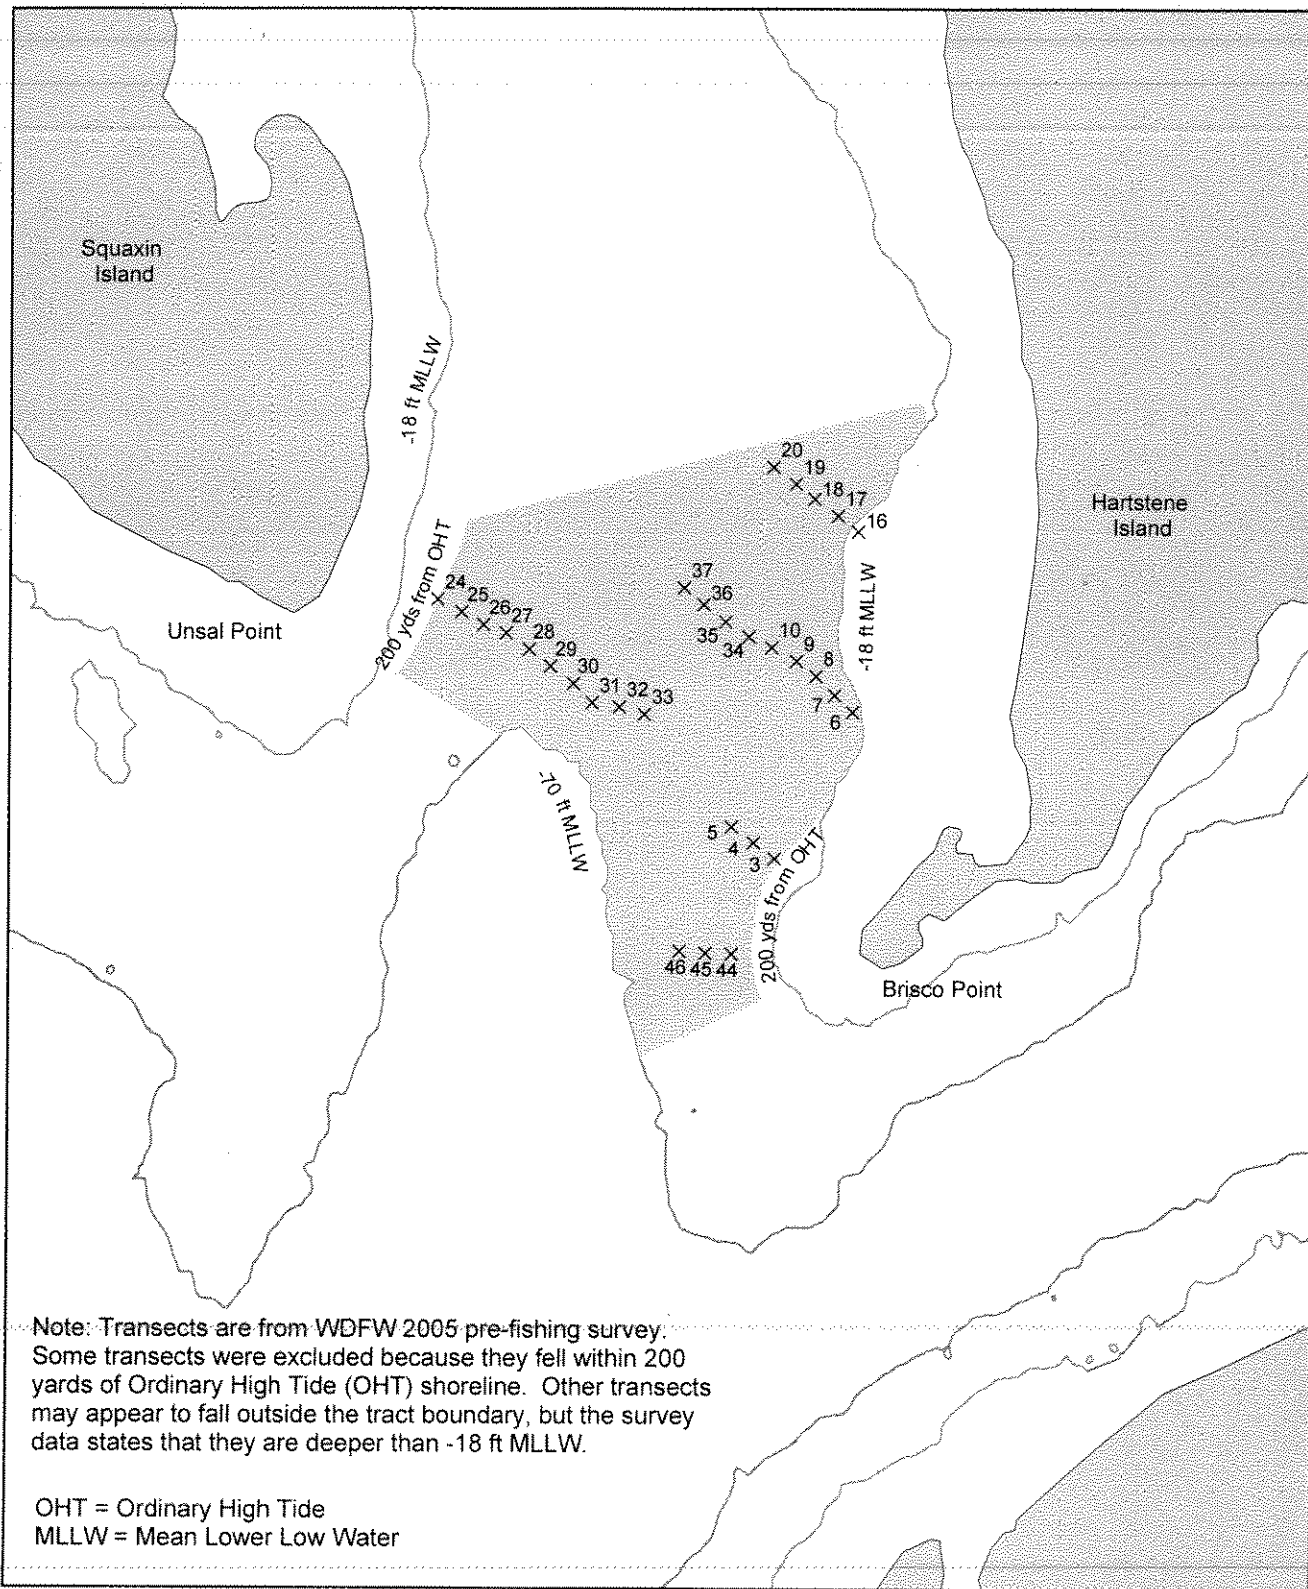 Squaxin
Island
-18 ft MLLW
20
19
18
17
16
Hartstene
Island
200 yds from OHT
24
25
26
27
28
29
30
31
32
33
37
36
35
34
10
9
8
7
6
-18 ft MLLW
Unsal Point
-70 ft MLLW
5
4
3
200 yds from OHT
46
45
44
Brisco Point
Note: Transects are from WDFW 2005 pre-fishing survey.
Some transects were excluded because they fell within 200
yards of Ordinary High Tide (OHT) shoreline. Other transects
may appear to fall outside the tract boundary, but the survey
data states that they are deeper than -18 ft MLLW.
OHT = Ordinary High Tide
MLLW = Mean Lower Low Water